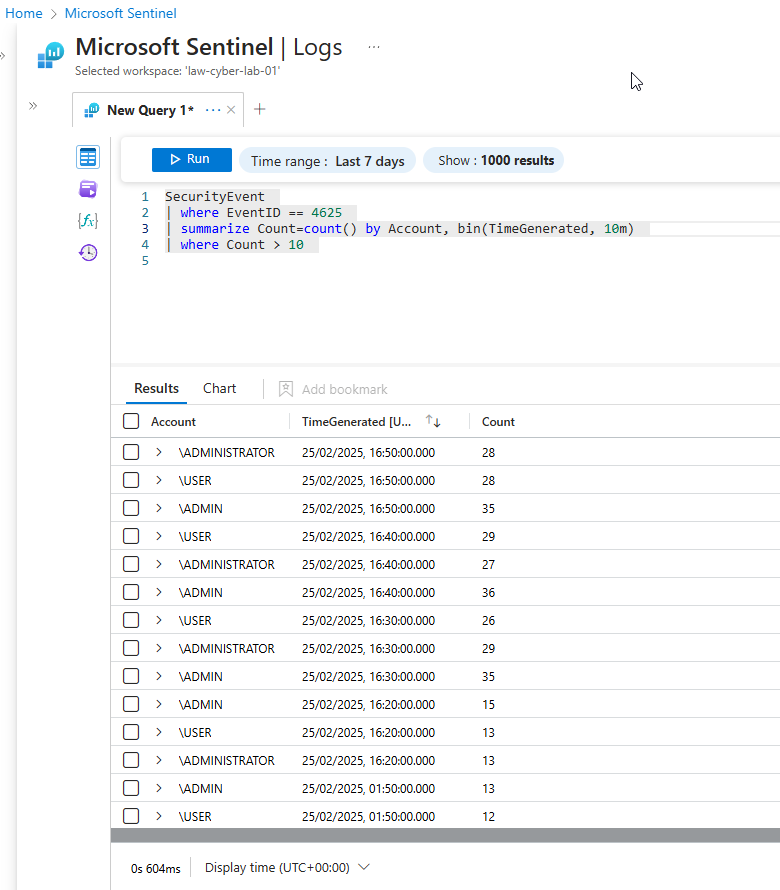 Home > Microsoft Sentinel
Microsoft Sentinel | Logs ...
Selected workspace: 'law-cyber-lab-01'
New Query 1* ... × +
Run Time range : Last 7 days Show : 1000 results
1 SecurityEvent
2 | where EventID == 4625
3 | summarize Count=count() by Account, bin(TimeGenerated, 10m)
4 | where Count > 10
5
Results Chart Add bookmark
Account TimeGenerated [U... ↑↓ Count
> \ADMINISTRATOR 25/02/2025, 16:50:00.000 28
> \USER 25/02/2025, 16:50:00.000 28
> \ADMIN 25/02/2025, 16:50:00.000 35
> \USER 25/02/2025, 16:40:00.000 29
> \ADMINISTRATOR 25/02/2025, 16:40:00.000 27
> \ADMIN 25/02/2025, 16:40:00.000 36
> \USER 25/02/2025, 16:30:00.000 26
> \ADMINISTRATOR 25/02/2025, 16:30:00.000 29
> \ADMIN 25/02/2025, 16:30:00.000 35
> \ADMIN 25/02/2025, 16:20:00.000 15
> \USER 25/02/2025, 16:20:00.000 13
> \ADMINISTRATOR 25/02/2025, 16:20:00.000 13
> \ADMIN 25/02/2025, 01:50:00.000 13
> \USER 25/02/2025, 01:50:00.000 12
0s 604ms Display time (UTC+00:00)